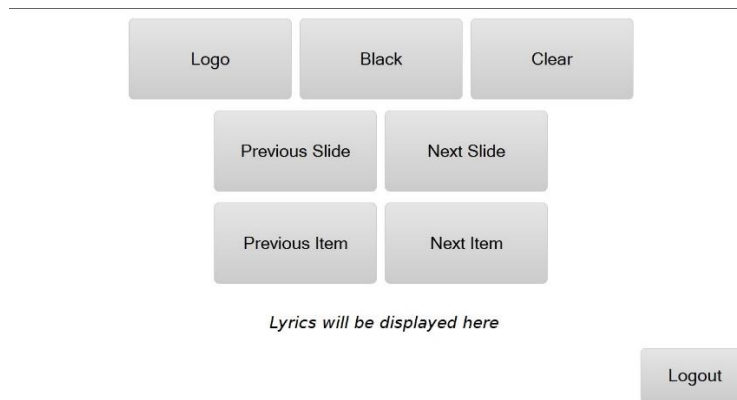 Logo Black Clear
Previous Slide Next Slide
Previous Item Next Item
Lyrics will be displayed here
Logout